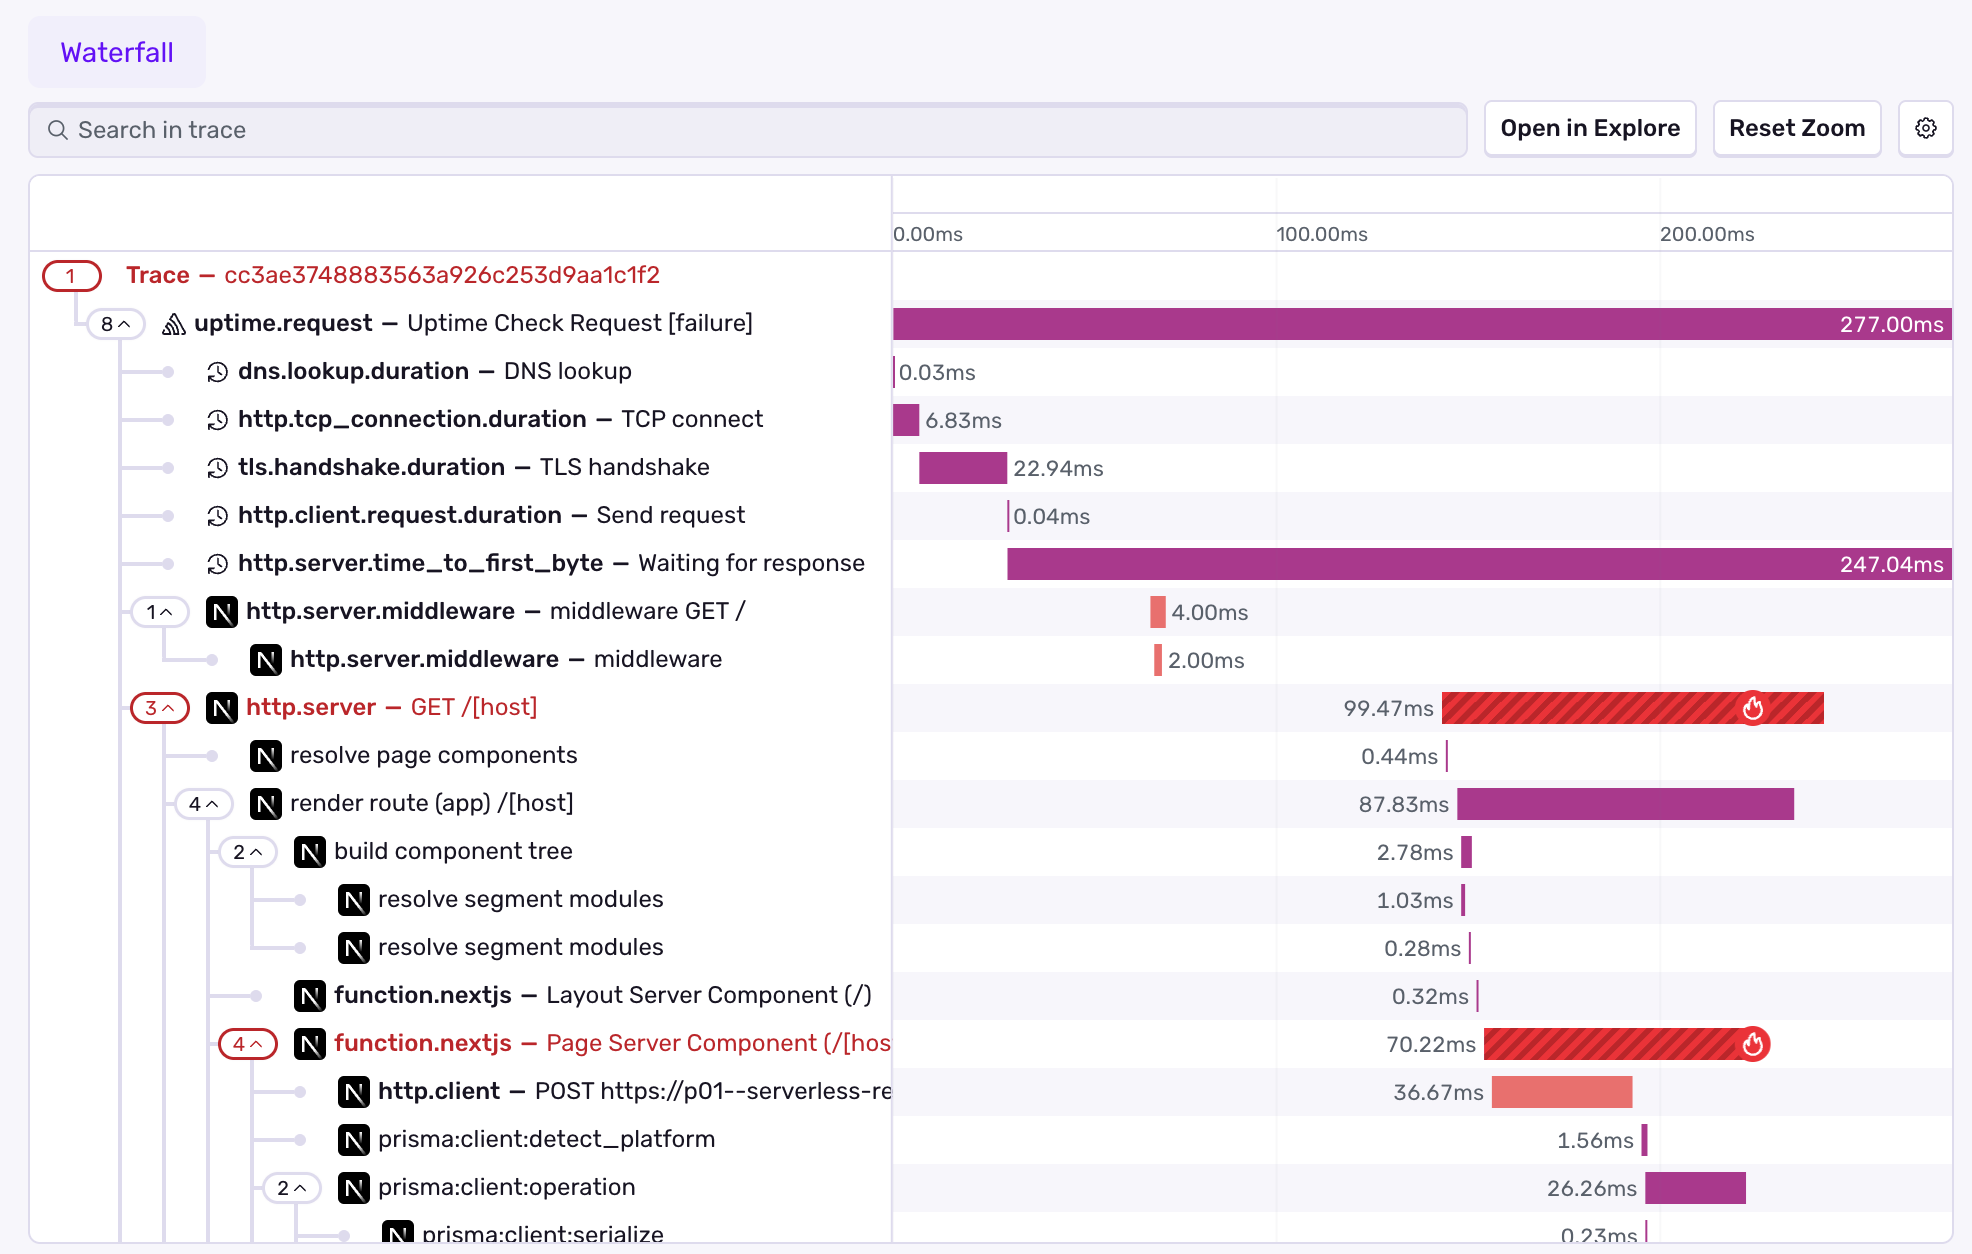 Waterfall
Search in trace
Open in Explore
Reset Zoom
0.00ms 100.00ms 200.00ms
1 Trace — cc3ae3748883563a926c253d9aa1c1f2
8 uptime.request — Uptime Check Request [failure] 277.00ms
dns.lookup.duration — DNS lookup 0.03ms
http.tcp_connection.duration — TCP connect 6.83ms
tls.handshake.duration — TLS handshake 22.94ms
http.client.request.duration — Send request 0.04ms
http.server.time_to_first_byte — Waiting for response 247.04ms
1 N http.server.middleware — middleware GET / 4.00ms
N http.server.middleware — middleware 2.00ms
3 N http.server — GET /[host] 99.47ms
N resolve page components 0.44ms
4 N render route (app) /[host] 87.83ms
2 N build component tree 2.78ms
N resolve segment modules 1.03ms
N resolve segment modules 0.28ms
N function.nextjs — Layout Server Component (/) 0.32ms
4 N function.nextjs — Page Server Component (/[hos 70.22ms
N http.client — POST https://p01--serverless-re 36.67ms
N prisma:client:detect_platform 1.56ms
2 N prisma:client:operation 26.26ms
N prisma:client:serialize 0.23ms